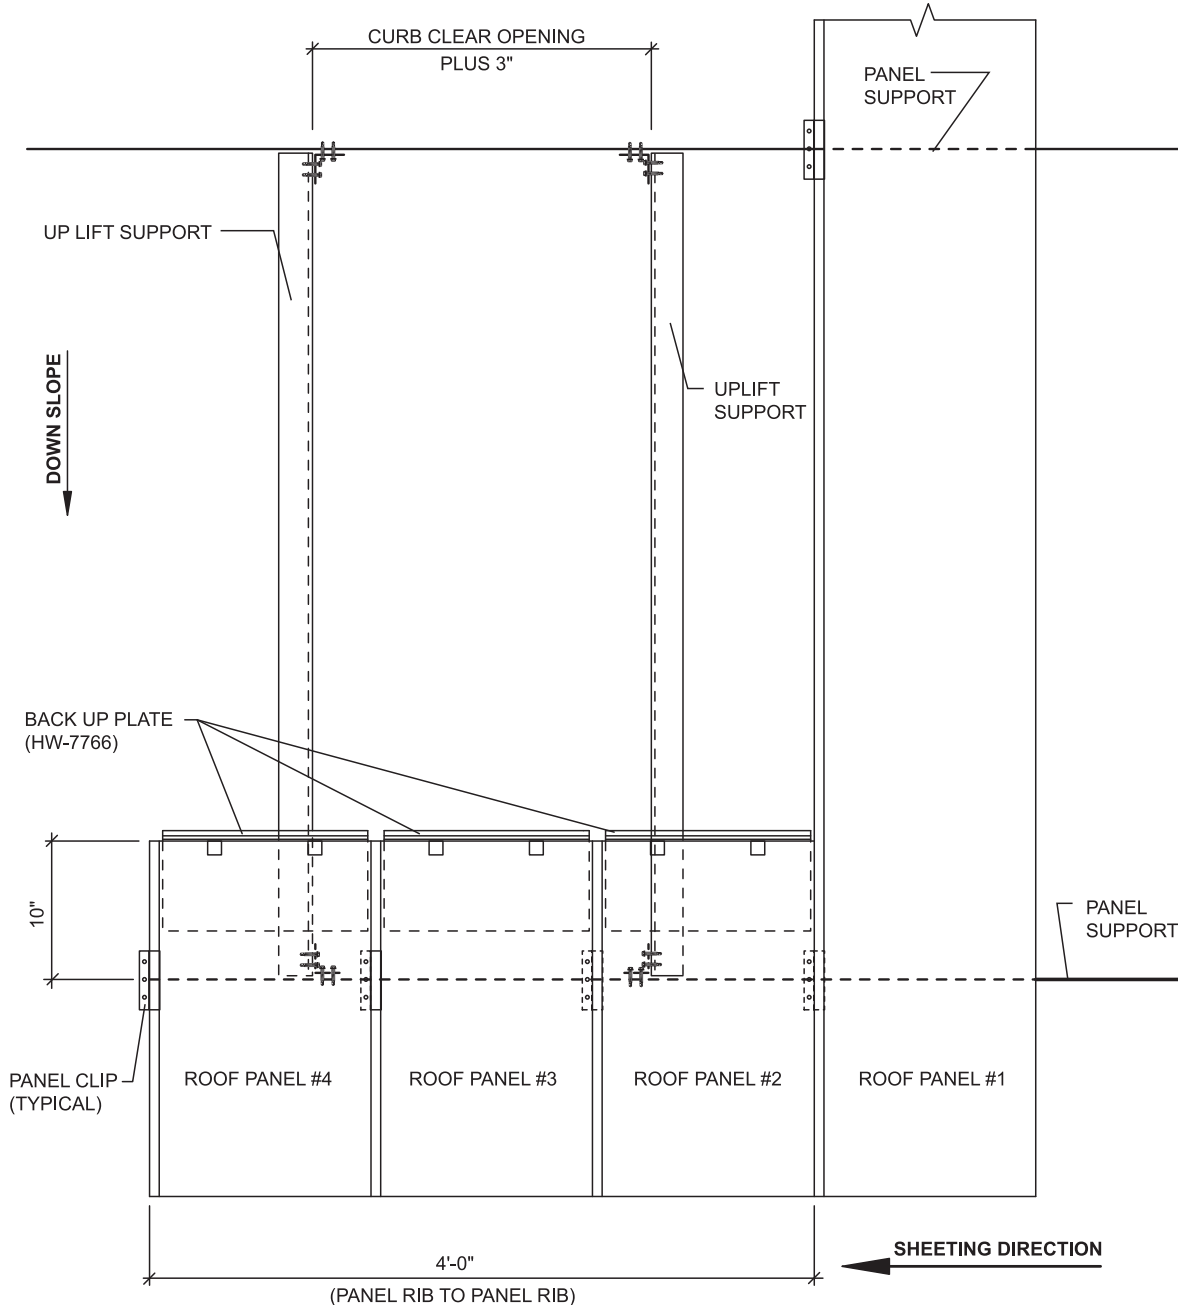 CURB CLEAR OPENING
PLUS 3"
PANEL
SUPPORT
UP LIFT SUPPORT
DOWN SLOPE
UPLIFT
SUPPORT
BACK UP PLATE
(HW-7766)
10"
PANEL
SUPPORT
PANEL CLIP
(TYPICAL)
ROOF PANEL #4
ROOF PANEL #3
ROOF PANEL #2
ROOF PANEL #1
SHEETING DIRECTION
4'-0"
(PANEL RIB TO PANEL RIB)